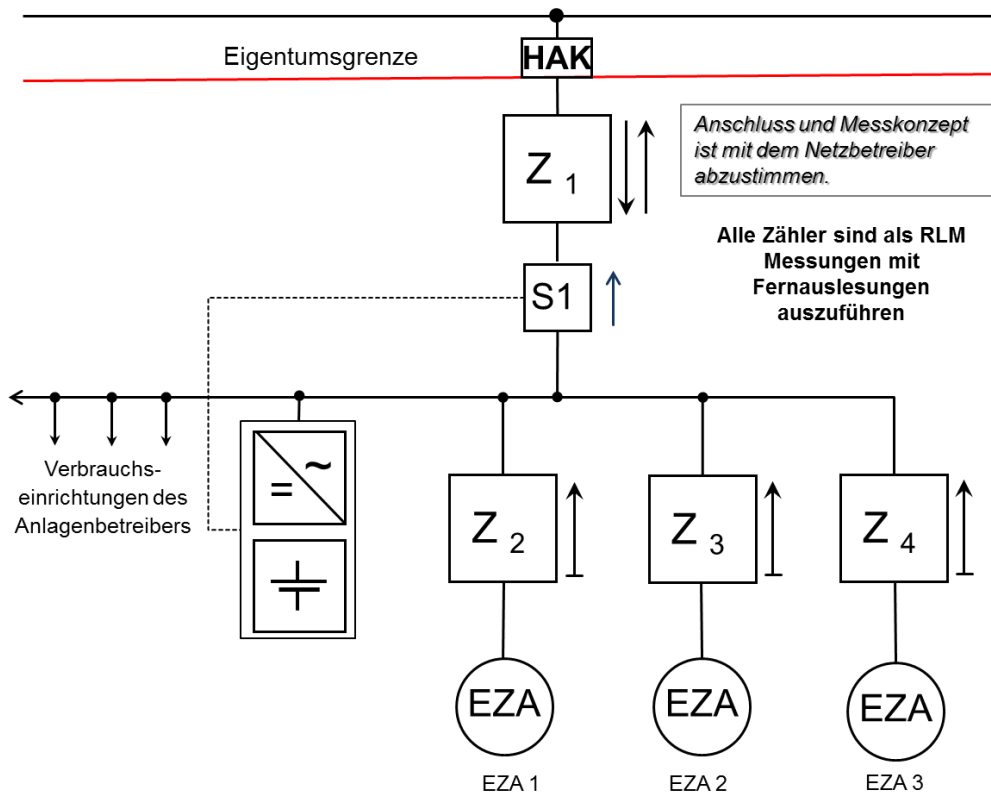 Eigentumsgrenze
HAK
Z 1
Anschluss und Messkonzept
ist mit dem Netzbetreiber
abzustimmen.
Alle Zähler sind als RLM
Messungen mit
Fernauslesungen
auszuführen
S1
Verbrauchs-
einrichtungen des
Anlagenbetreibers
= ~
Z 2
Z 3
Z 4
EZA
EZA
EZA
EZA 1
EZA 2
EZA 3